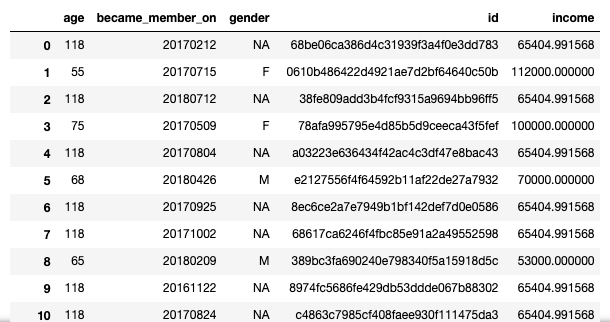 age became_member_on gender id income
0 118 20170212 NA 68be06ca386d4c31939f3a4f0e3dd783 65404.991568
1 55 20170715 F 0610b486422d4921ae7d2bf64640c50b 112000.000000
2 118 20180712 NA 38fe809add3b4fcf9315a9694bb96ff5 65404.991568
3 75 20170509 F 78afa995795e4d85b5d9ceeca43f5fef 100000.000000
4 118 20170804 NA a03223e636434f42ac4c3df47e8bac43 65404.991568
5 68 20180426 M e2127556f4f64592b11af22de27a7932 70000.000000
6 118 20170925 NA 8ec6ce2a7e7949b1bf142def7d0e0586 65404.991568
7 118 20171002 NA 68617ca6246f4fbc85e91a2a49552598 65404.991568
8 65 20180209 M 389bc3fa690240e798340f5a15918d5c 53000.000000
9 118 20161122 NA 8974fc5686fe429db53ddde067b88302 65404.991568
10 118 20170824 NA c4863c7985cf408faee930f111475da3 65404.991568